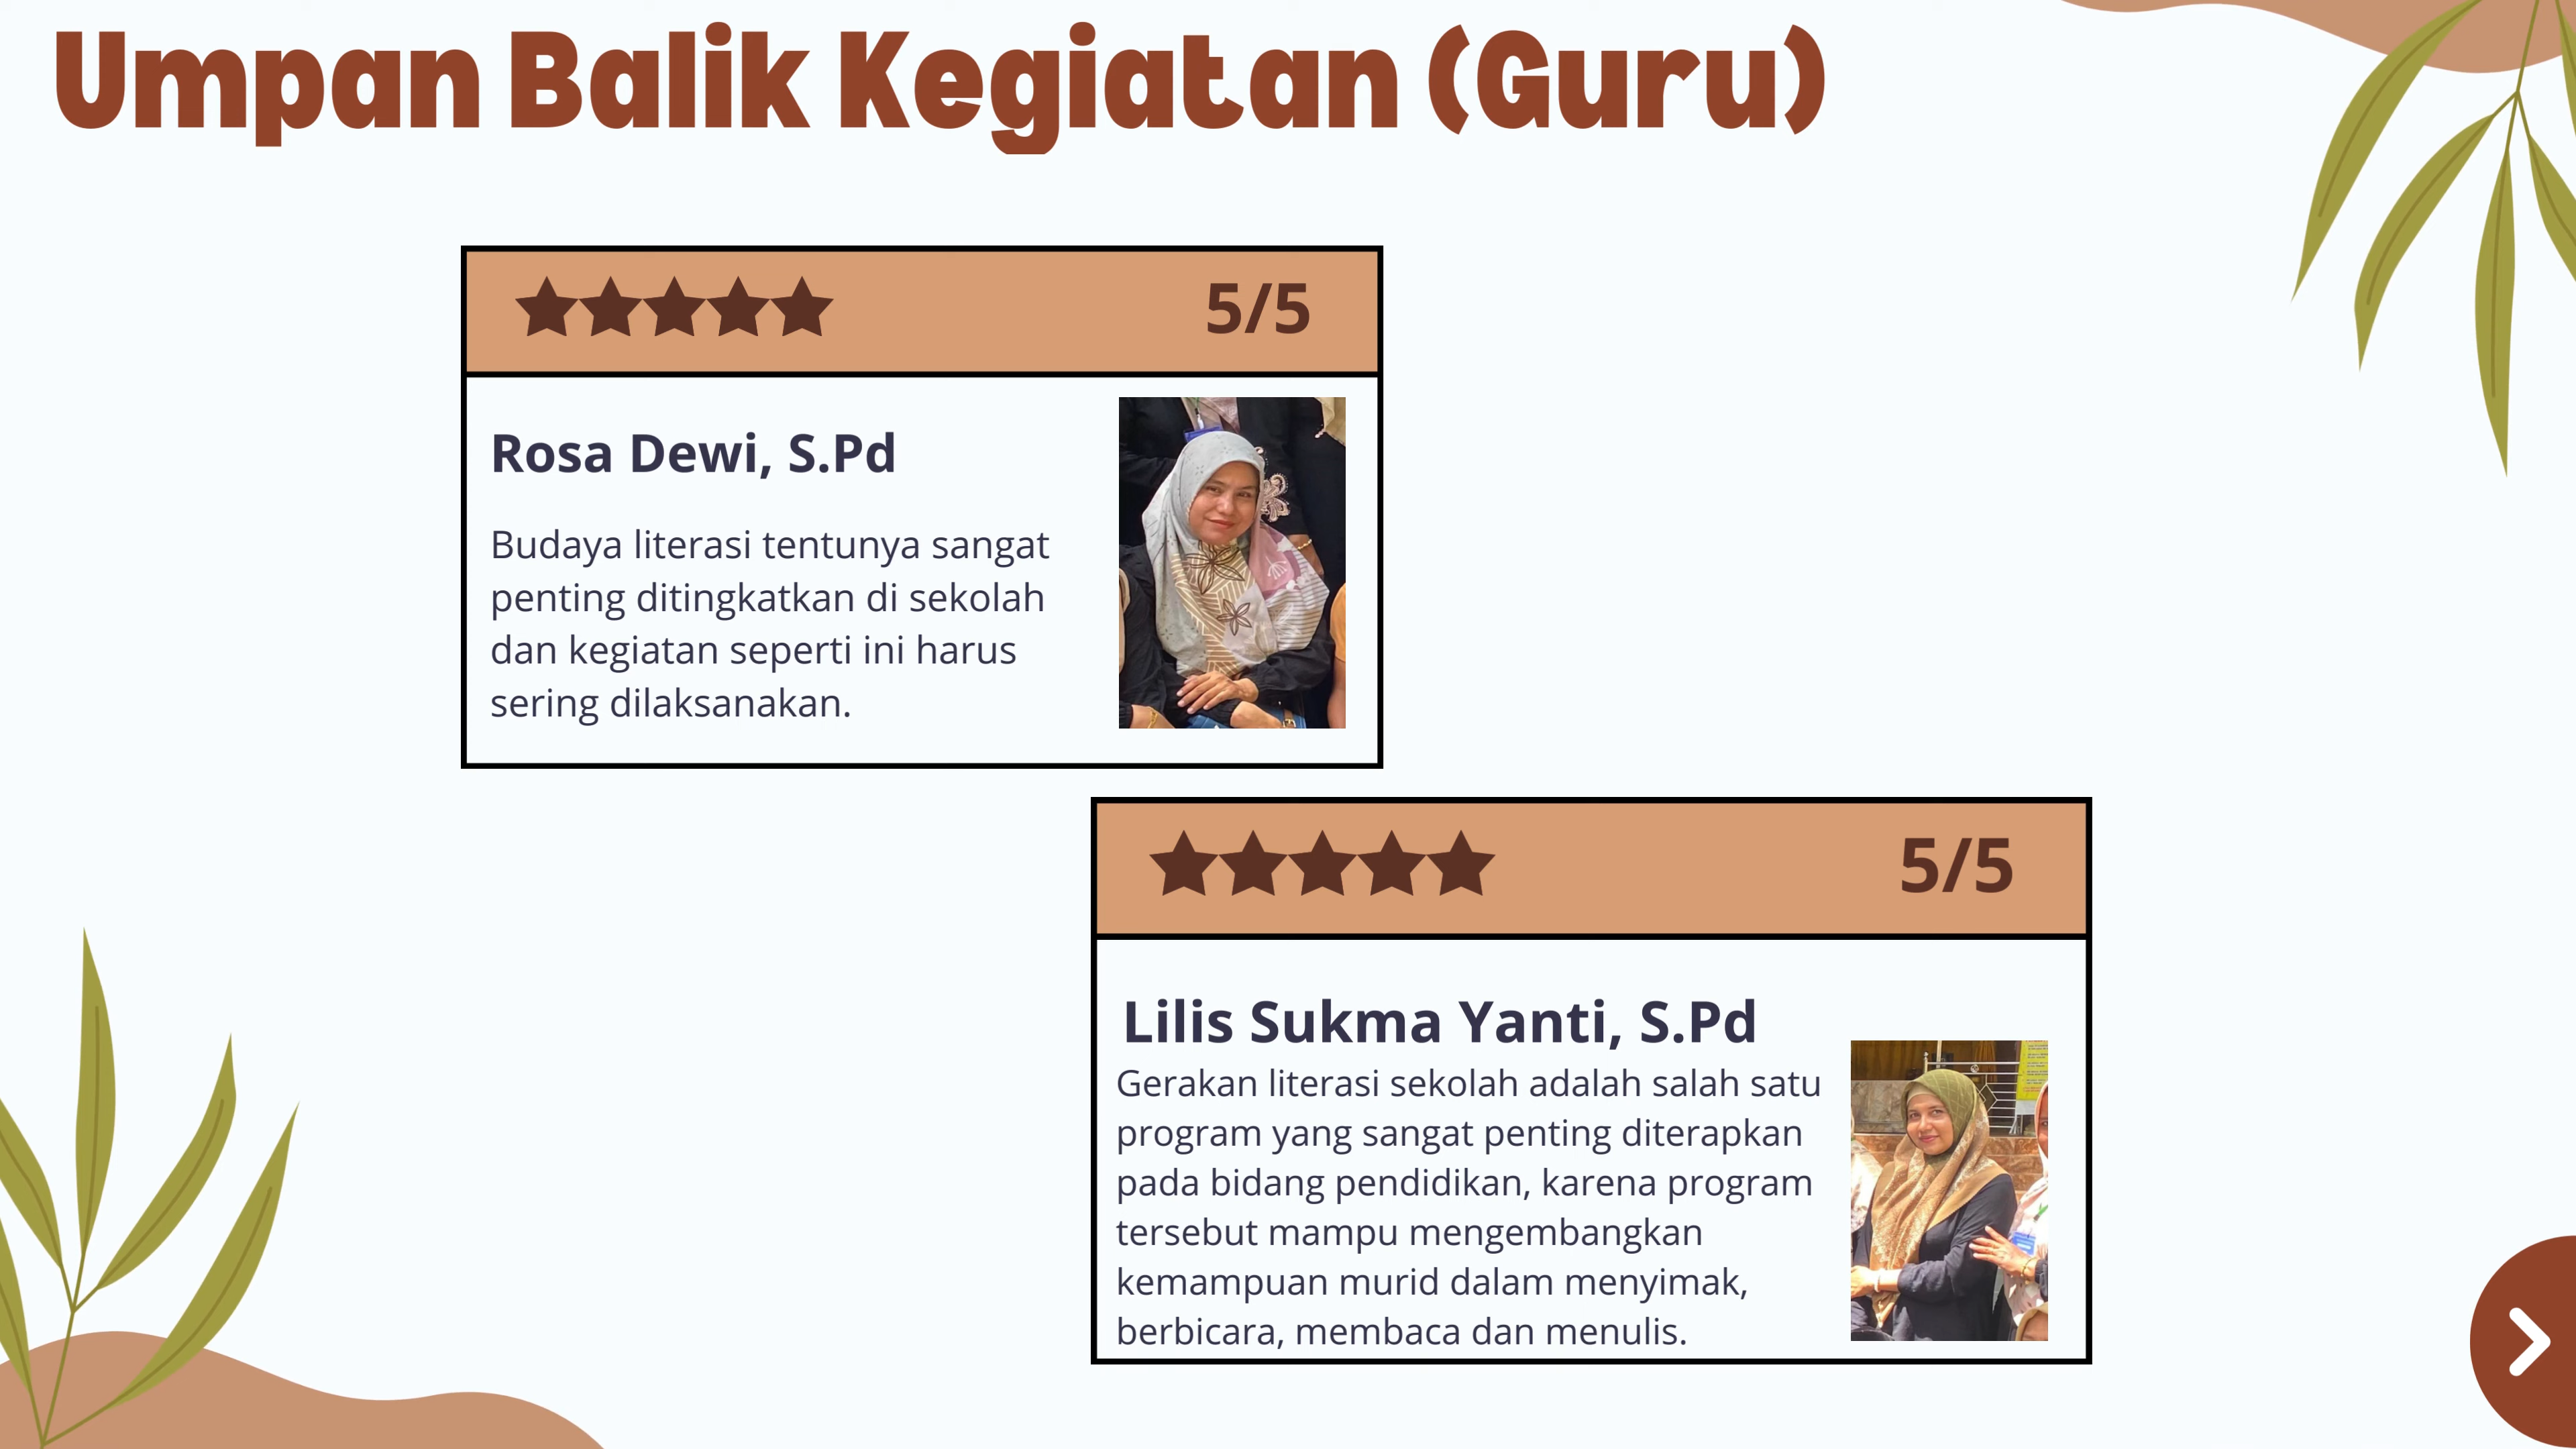 Umpan Balik Kegiatan (Guru)
5/5
Rosa Dewi, S.Pd
Budaya literasi tentunya sangat
penting ditingkatkan di sekolah
dan kegiatan seperti ini harus
sering dilaksanakan.
5/5
Lilis Sukma Yanti, S.Pd
Gerakan literasi sekolah adalah salah satu
program yang sangat penting diterapkan
pada bidang pendidikan, karena program
tersebut mampu mengembangkan
kemampuan murid dalam menyimak,
berbicara, membaca dan menulis.